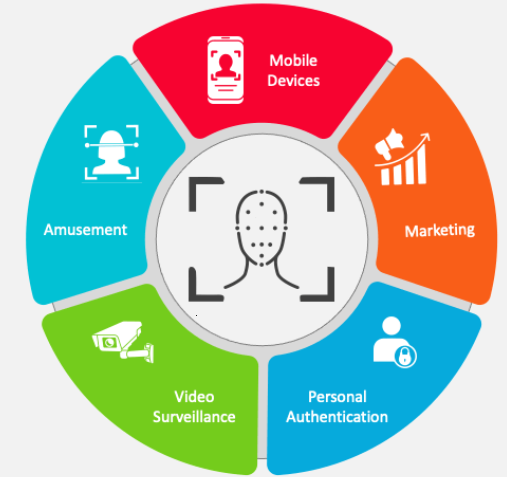 Mobile
Devices
Marketing
Personal
Authentication
Video
Surveillance
Amusement